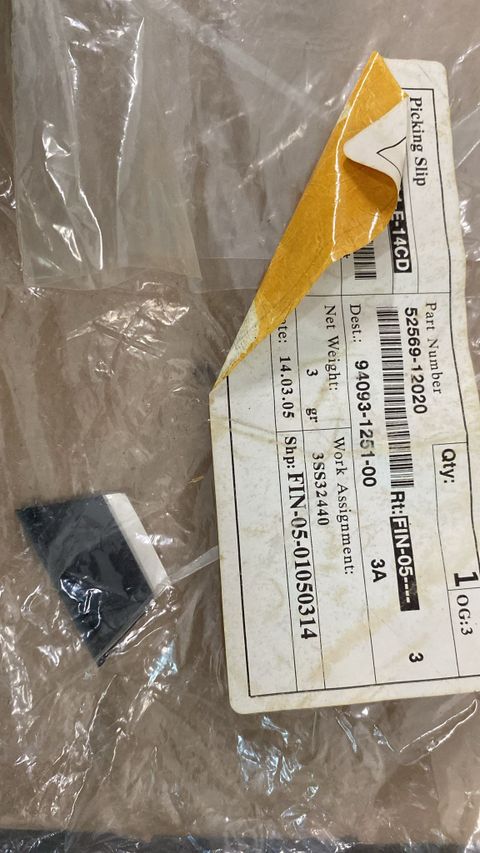 Picking Slip
E-14CD
Part Number
52569-12020
Qty:
1
OG:3
Rt:FIN-05----
3
Dest.:
94093-1251-00
3A
Net Weight:
3 gr
Work Assignment:
3SS32440
te: 14.03.05
Shp: FIN-05-01050314